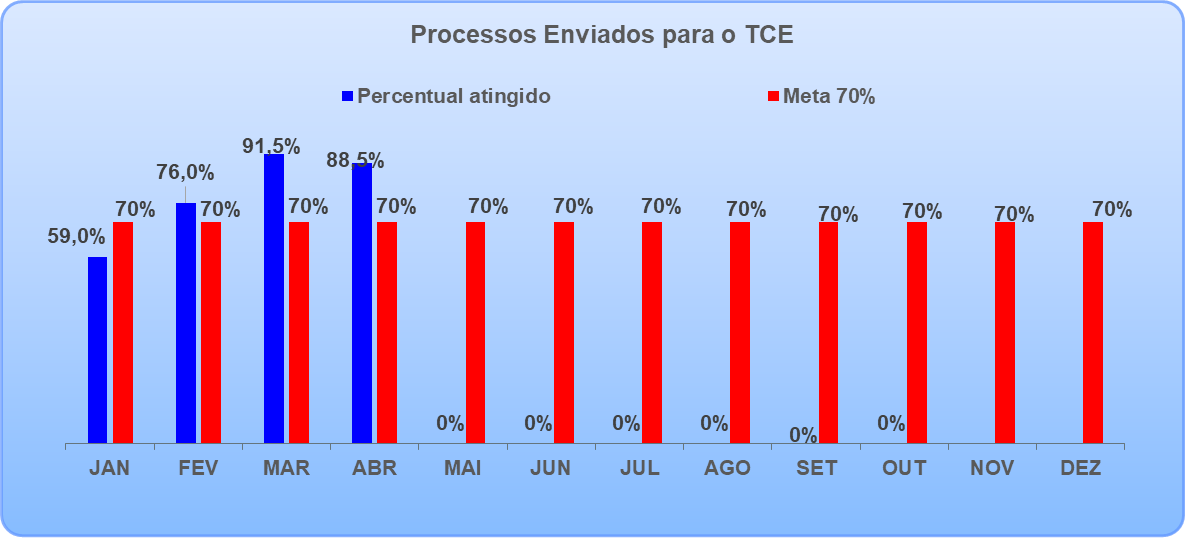 Processos Enviados para o TCE
Percentual atingido Meta 70%
59,0% 70% 76,0% 70% 91,5% 70% 88,5% 70% 0% 70% 0% 70% 0% 70% 0% 70% 0% 70% 0% 70% 70% 70%
JAN FEV MAR ABR MAI JUN JUL AGO SET OUT NOV DEZ